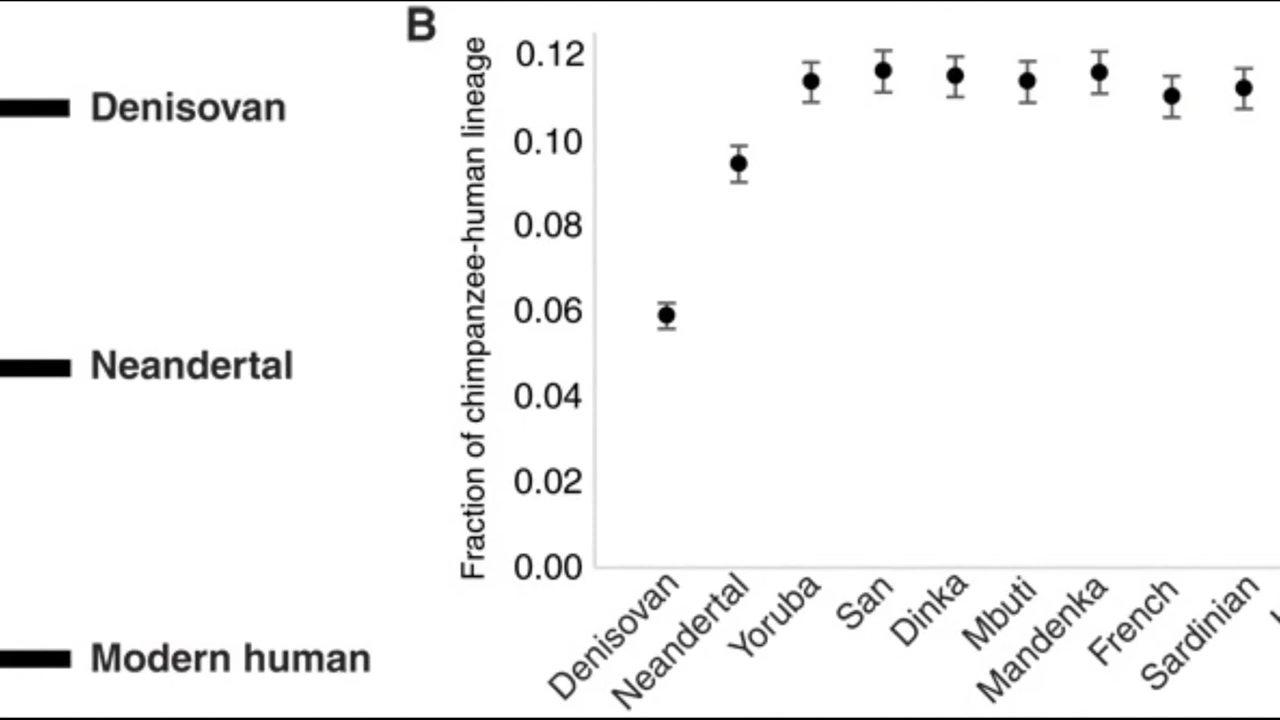 Denisovan
Neandertal
Modern human
B
Fraction of chimpanzee-human lineage
0.12
0.10
0.08
0.06
0.04
0.02
0.00
Denisovan
Neandertal
Yoruba
San
Dinka
Mbuti
Mandenka
French
Sardinian